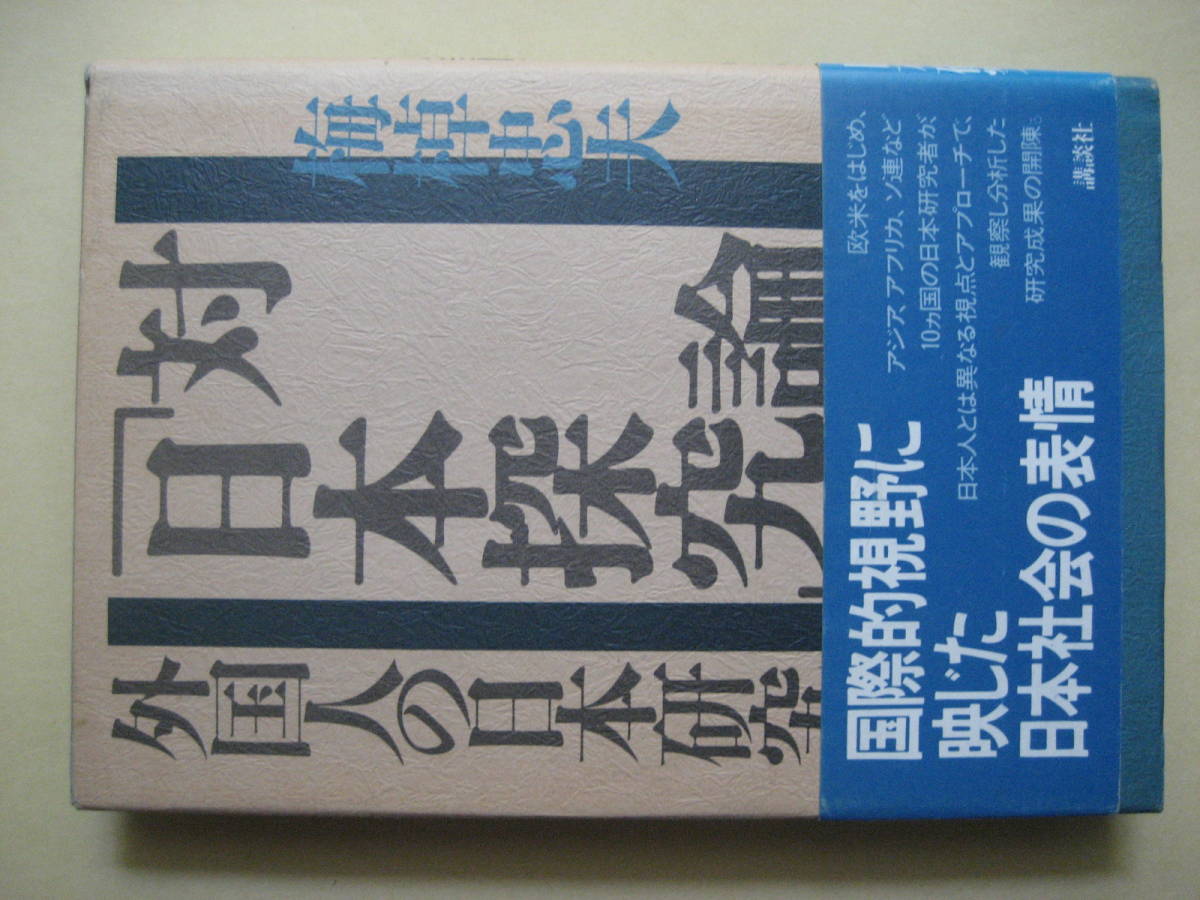 梅棹忠夫
対論
「日本探究」
外国人の日本研究
国際的視野に
映じた
日本社会の表情
欧米をはじめ、
アジア、アフリカ、ソ連など
10ヵ国の日本研究者が、
日本人とは異なる視点とアプローチで、
観察し分析した
研究成果の開陳。
講談社